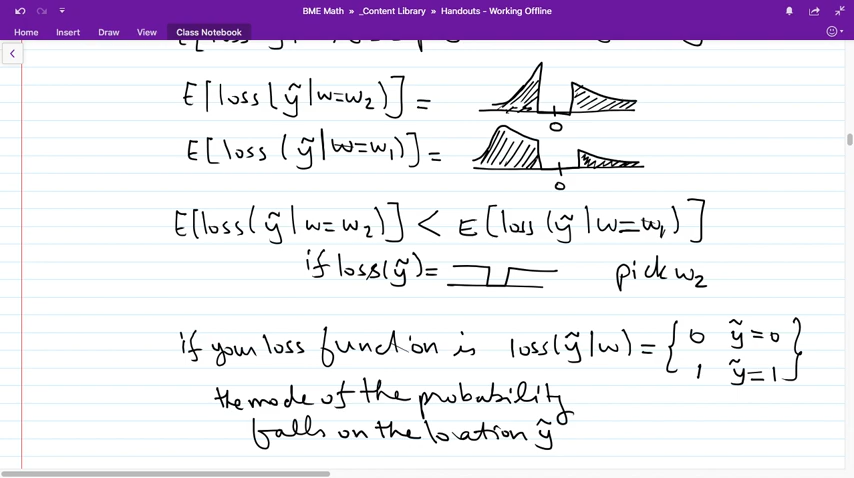 BME Math » _Content Library » Handouts - Working Offline
Home Insert Draw View Class Notebook
E[loss(ỹ|w=w₂)] =
0
E[loss (ỹ|w=w₁)] =
0
E[loss(ỹ|w=w₂)] < E[loss(ỹ|w=w₁)]
if loss(ỹ)= pick w₂
if your loss function is loss(ỹ|w) = { 0 ỹ=0
1 ỹ=1 }
the mode of the probability
falls on the location ỹ